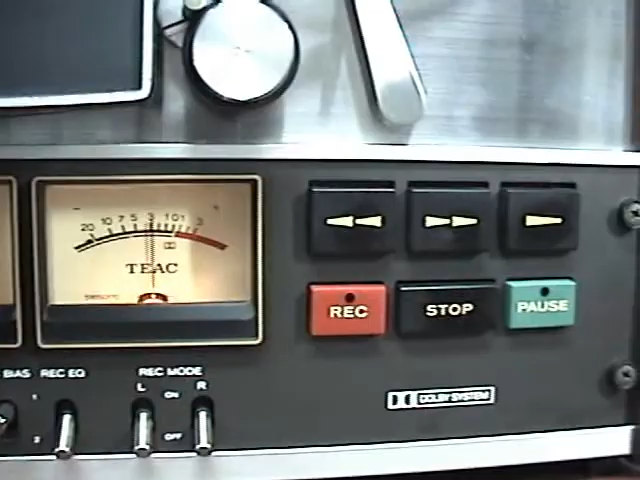 20 10 7 5 3 1 0 1 3
TEAC
REC
STOP
PAUSE
BIAS
REC EQ
REC MODE
L
ON
R
1
2
OFF
DOLBY SYSTEM